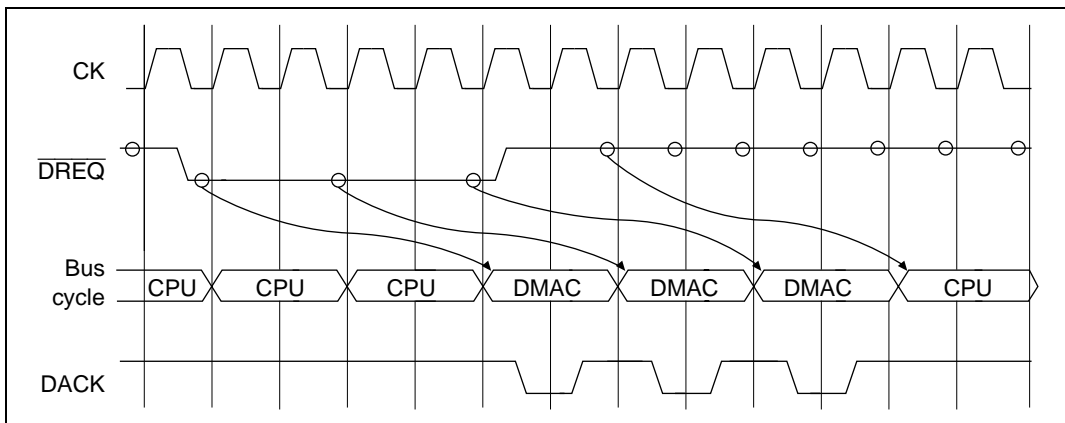 CK
DREQ
Bus
cycle
CPU CPU CPU DMAC DMAC DMAC CPU
DACK